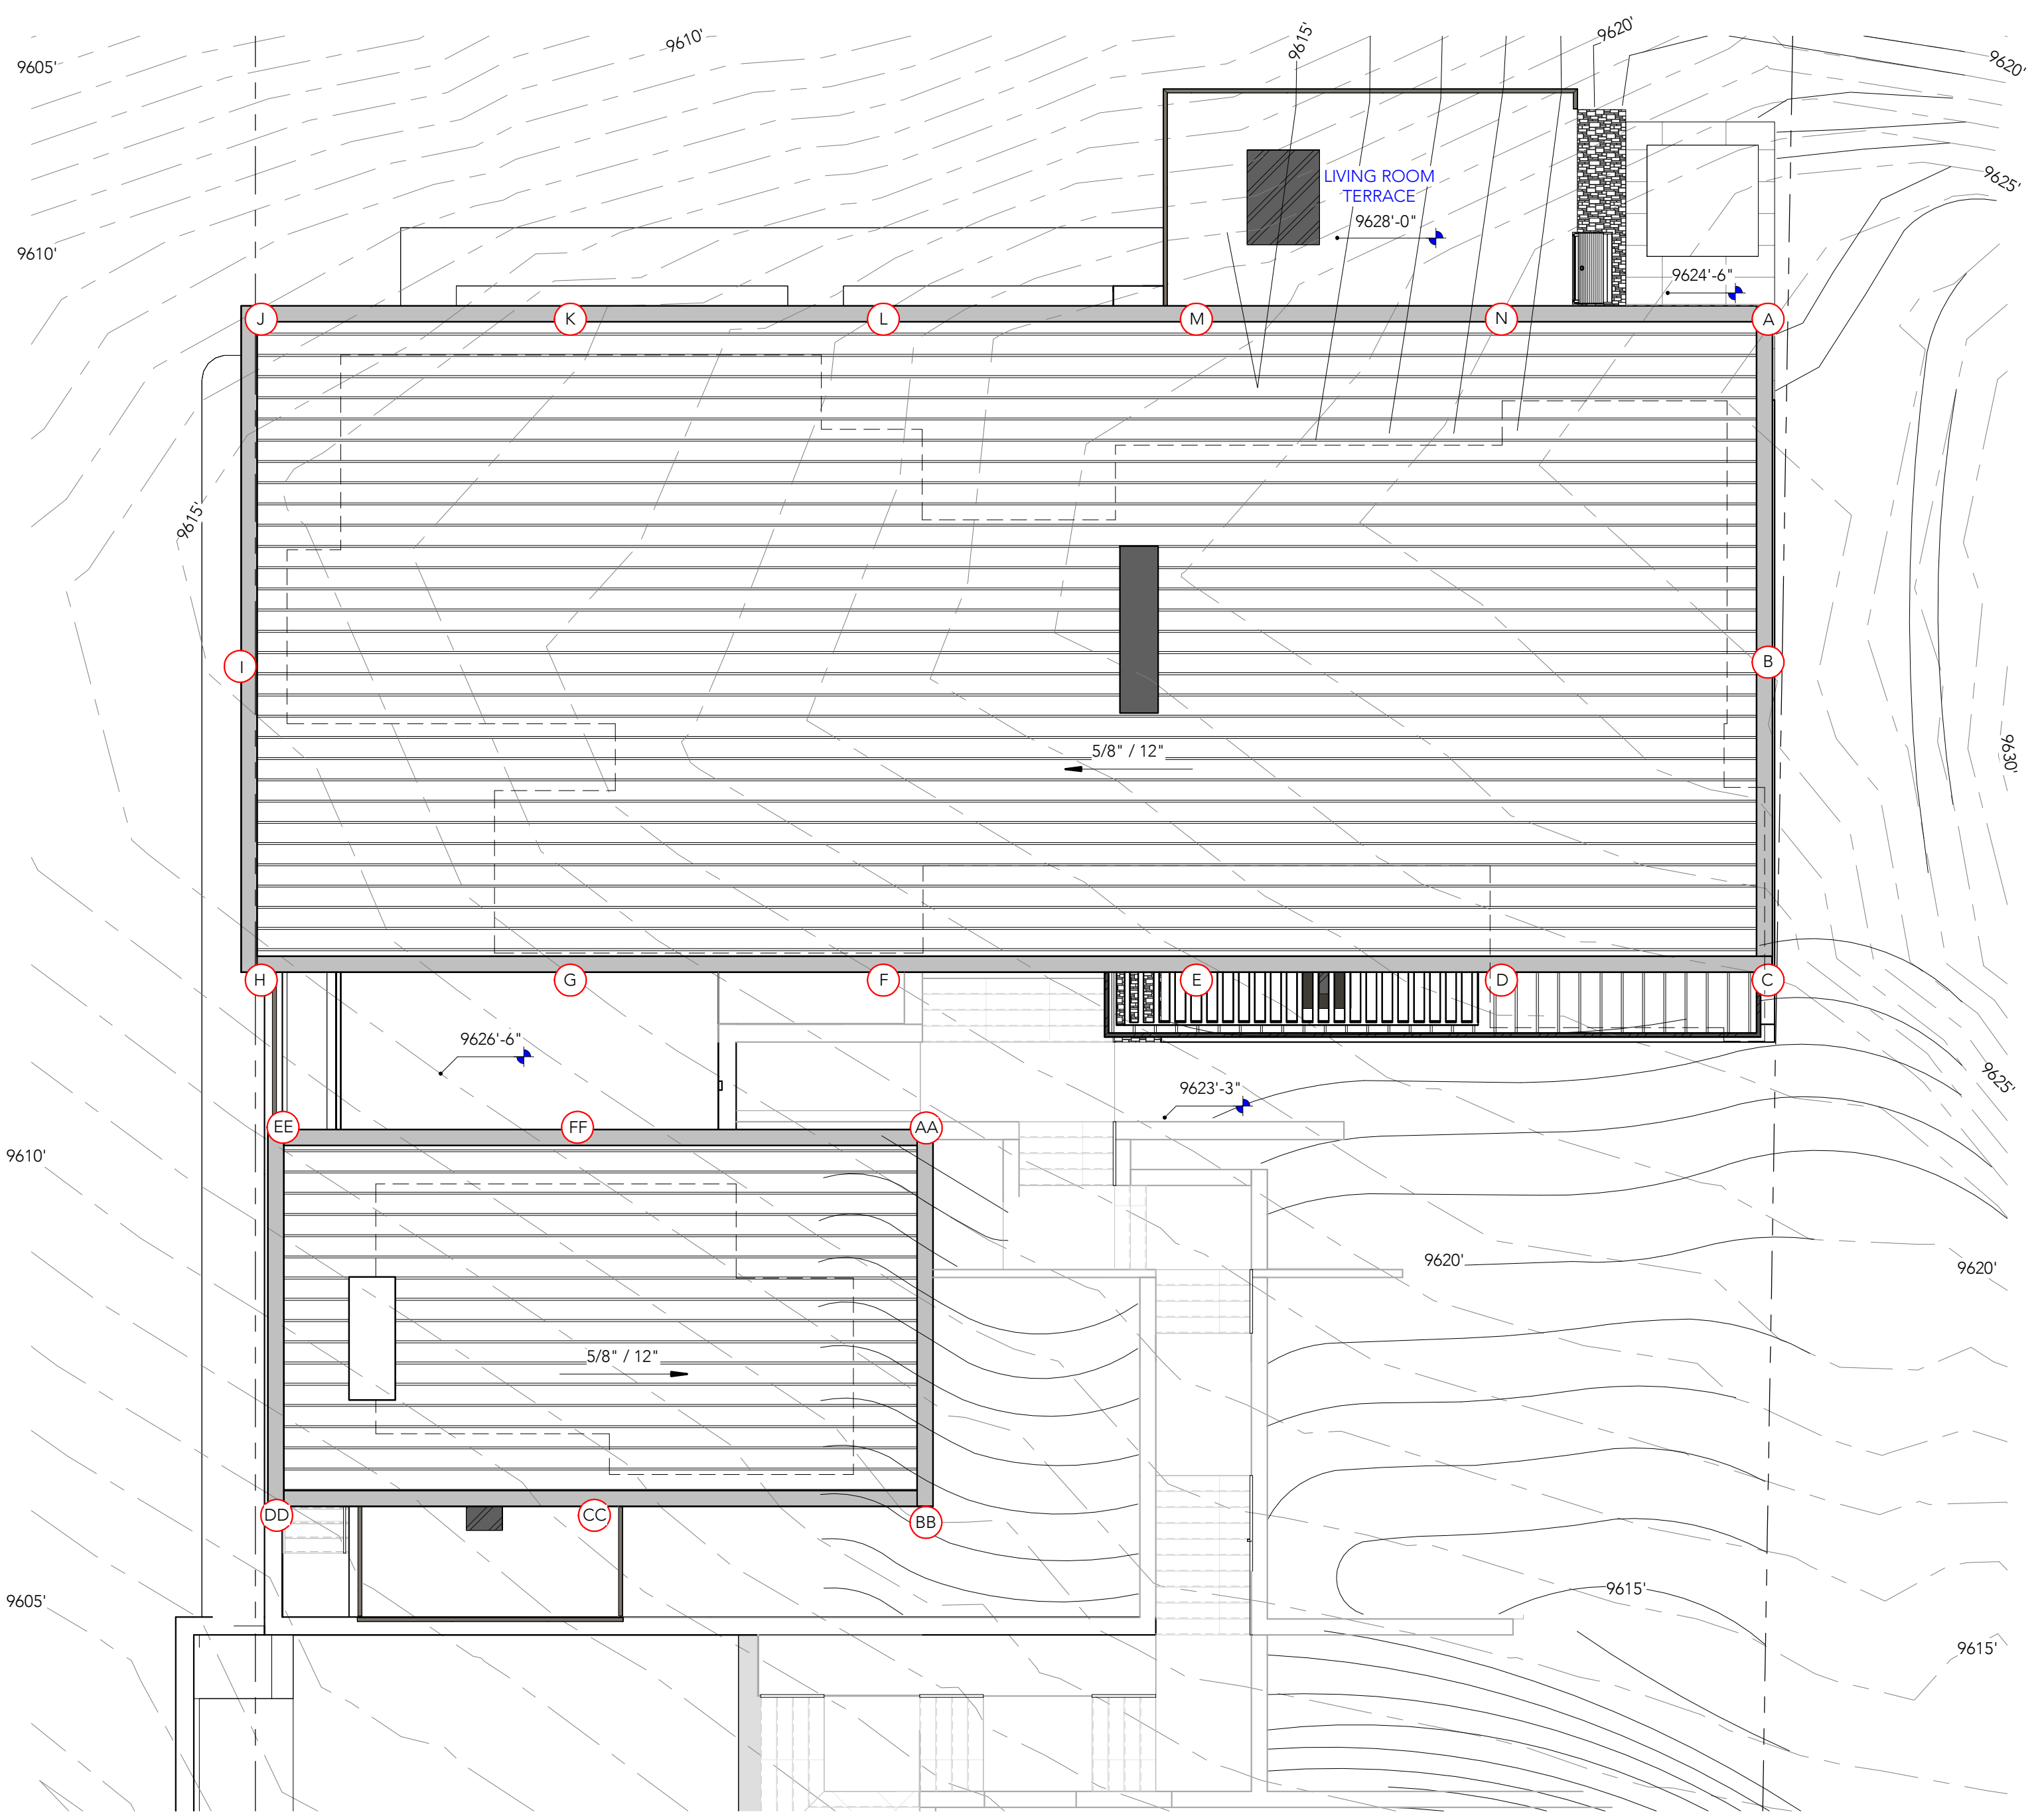 9620'
9610'
9615'
9620'
9605'
LIVING ROOM
TERRACE
9625'
9628'-0"
9610'
9624'-6"
J
K
L
M
N
A
9615'
I
B
5/8" / 12"
9630'
H
G
F
E
D
C
9626'-6"
9625'
9623'-3"
EE
FF
AA
9610'
9620'
9620'
5/8" / 12"
DD
CC
BB
9615'
9605'
9615'